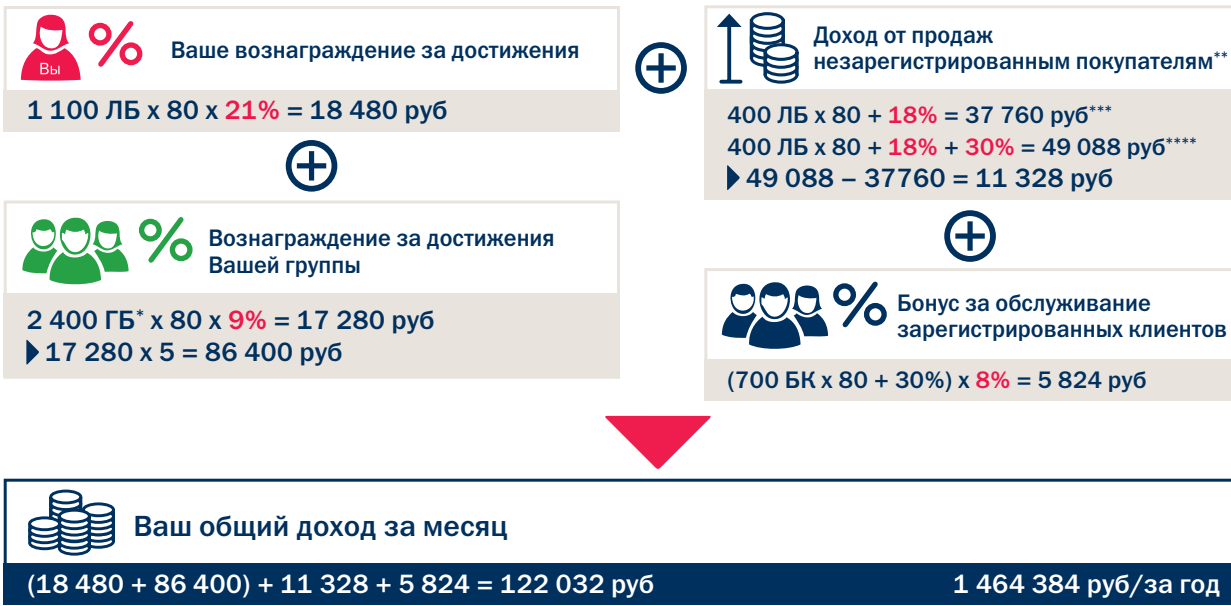 Вы
%
Ваше вознаграждение за достижения
1 100 ЛБ x 80 x 21% = 18 480 руб
+
%
Вознаграждение за достижения
Вашей группы
2 400 ГБ* x 80 x 9% = 17 280 руб
17 280 x 5 = 86 400 руб
+
Доход от продаж
незарегистрированным покупателям**
400 ЛБ x 80 + 18% = 37 760 руб***
400 ЛБ x 80 + 18% + 30% = 49 088 руб****
49 088 – 37760 = 11 328 руб
+
%
Бонус за обслуживание
зарегистрированных клиентов
(700 БК x 80 + 30%) x 8% = 5 824 руб
Ваш общий доход за месяц
(18 480 + 86 400) + 11 328 + 5 824 = 122 032 руб
1 464 384 руб/за год